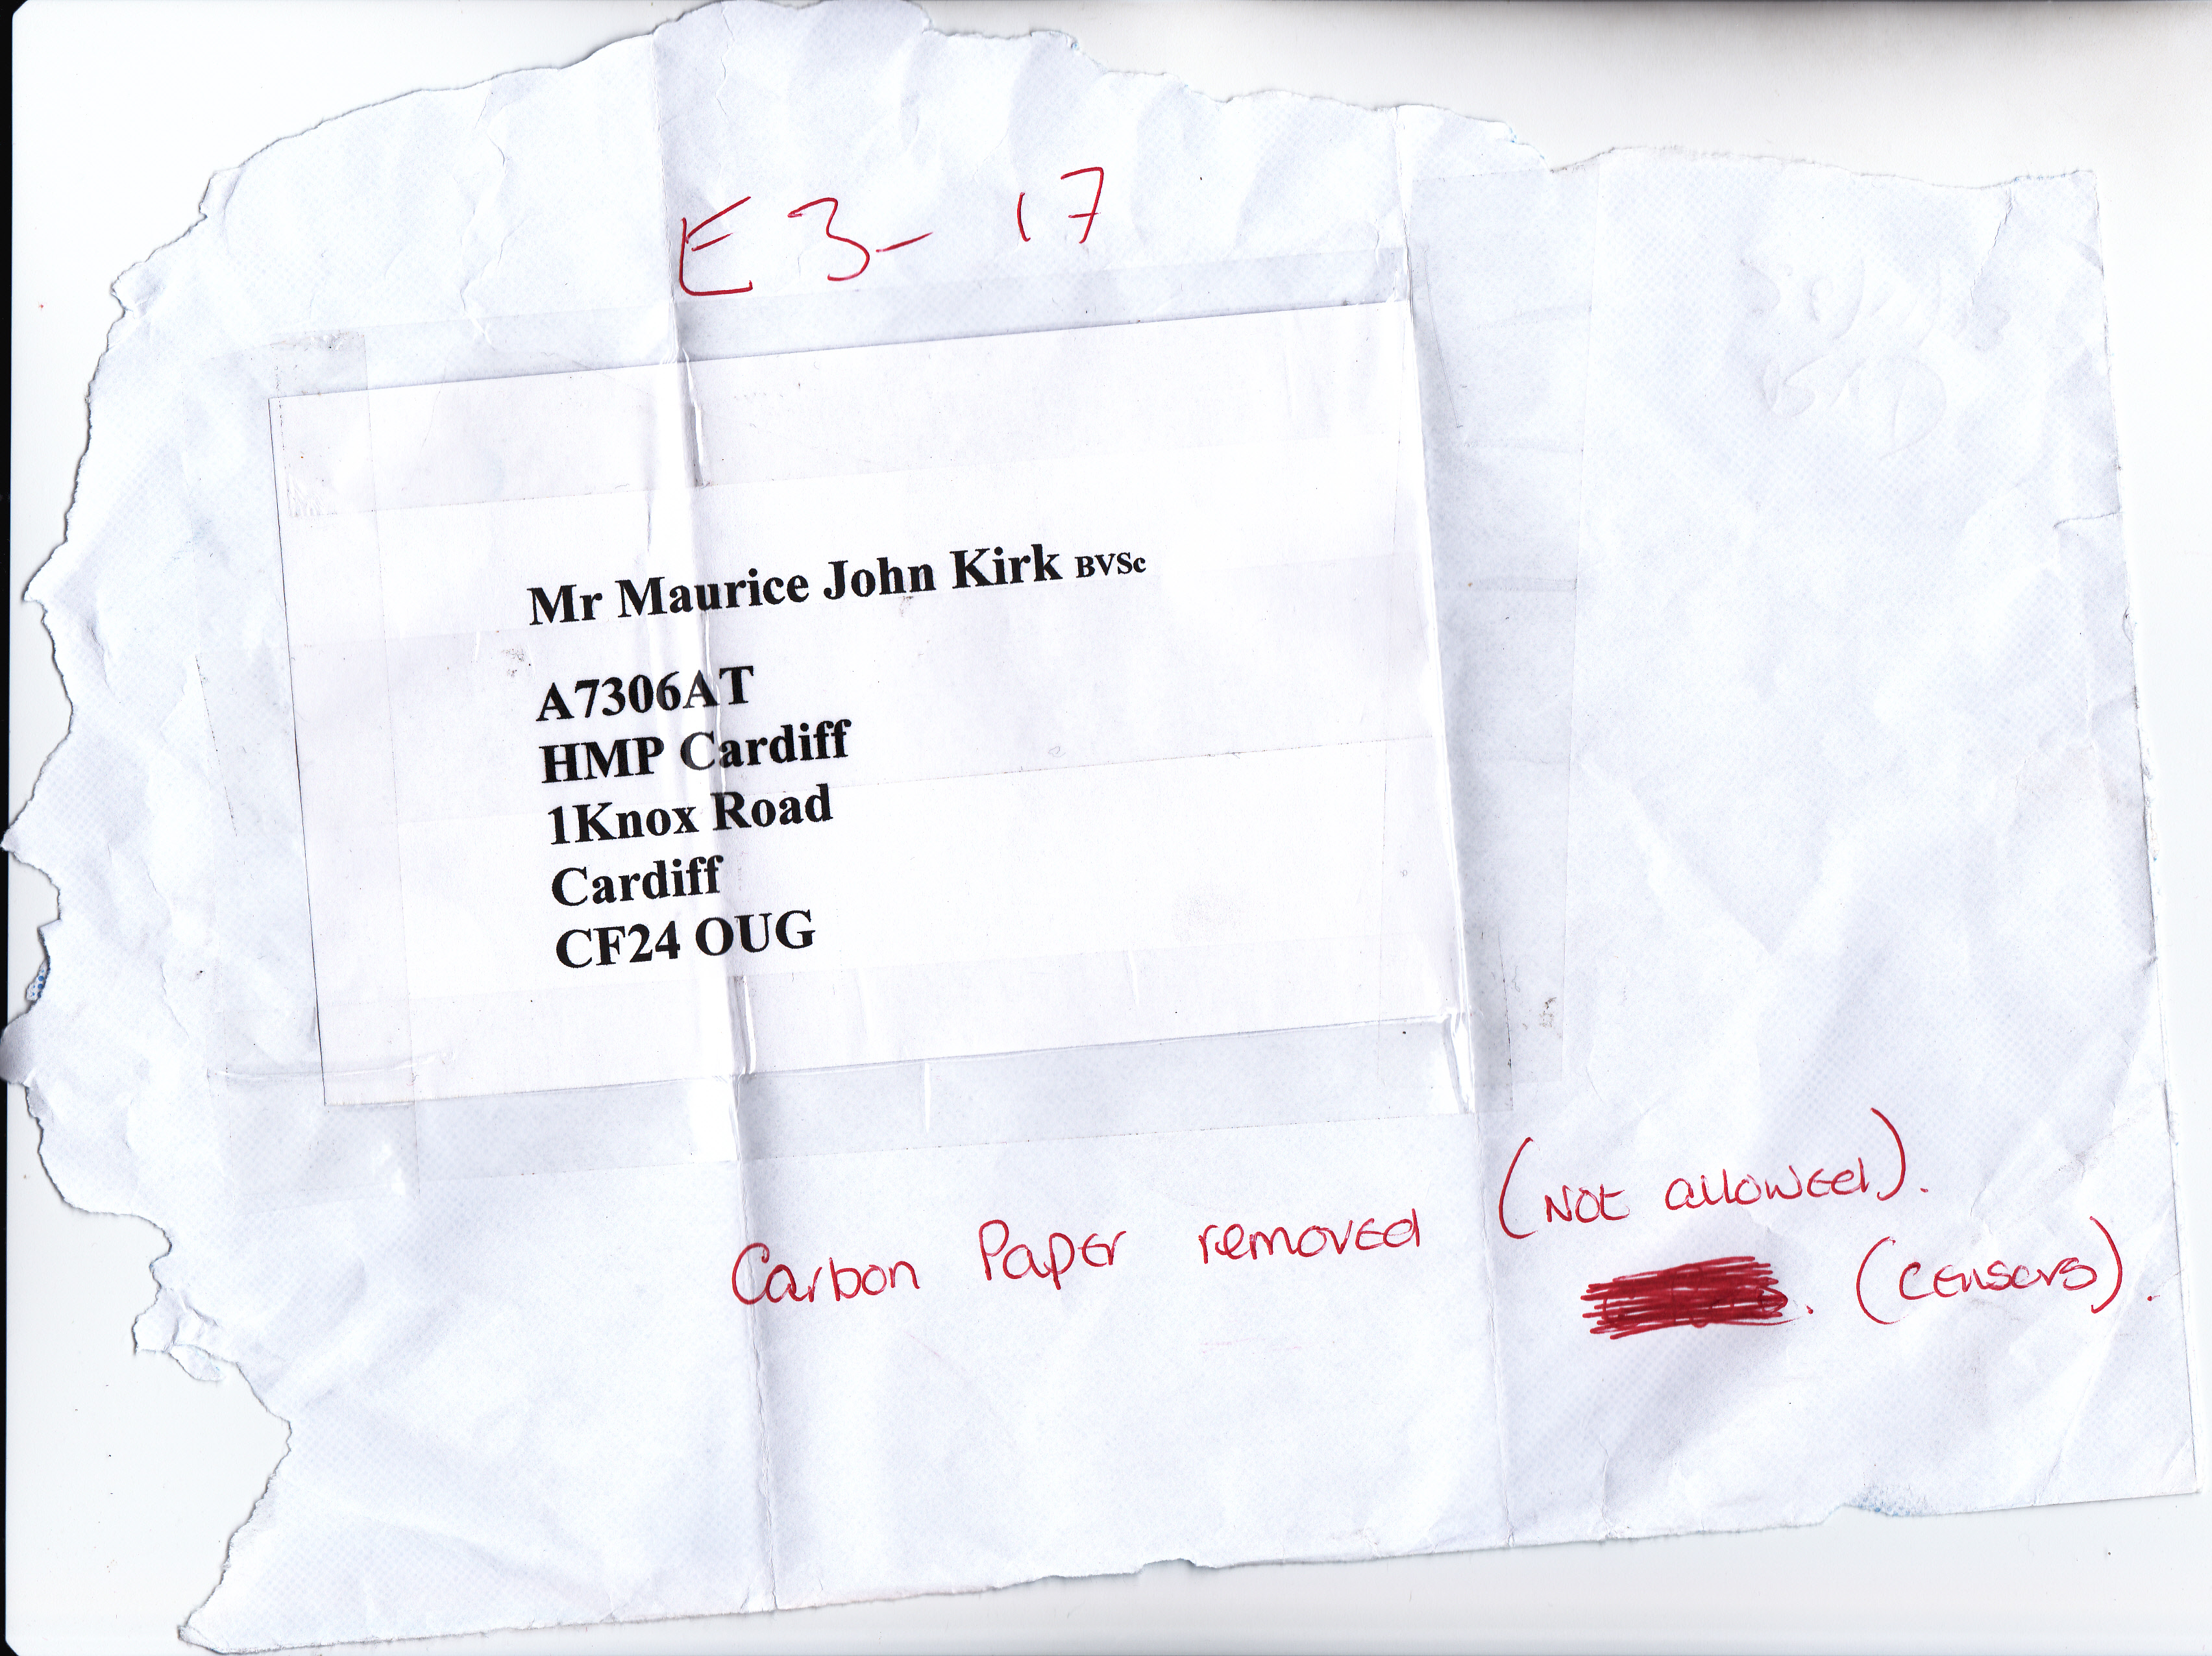 E3- 17
Mr Maurice John Kirk BVSc
A7306AT
HMP Cardiff
1Knox Road
Cardiff
CF24 OUG
Carbon Paper removed (Not allowed).
(censors).